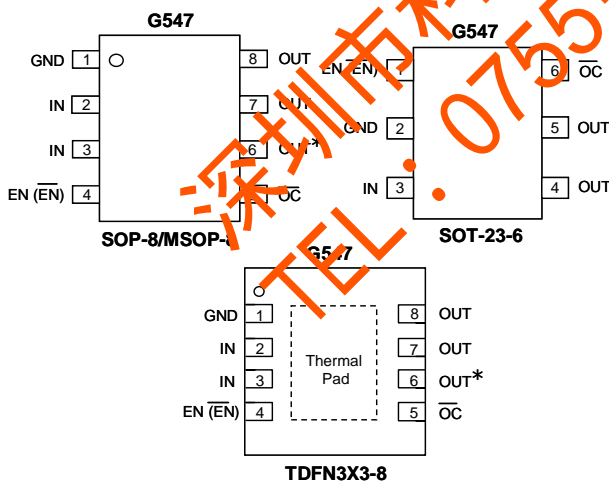 G547
GND 1 8 OUT
IN 2 7 OUT
IN 3 6 OUT*
EN (EN) 4 OC
SOP-8/MSOP-8
G547
EN (EN) 1 6 OC
GND 2 5 OUT
IN 3 4 OUT
SOT-23-6
G547
GND 1 8 OUT
IN 2 7 OUT
IN 3 6 OUT*
EN (EN) 4 5 OC
Thermal
Pad
TDFN3X3-8
深圳市
TEL:0755